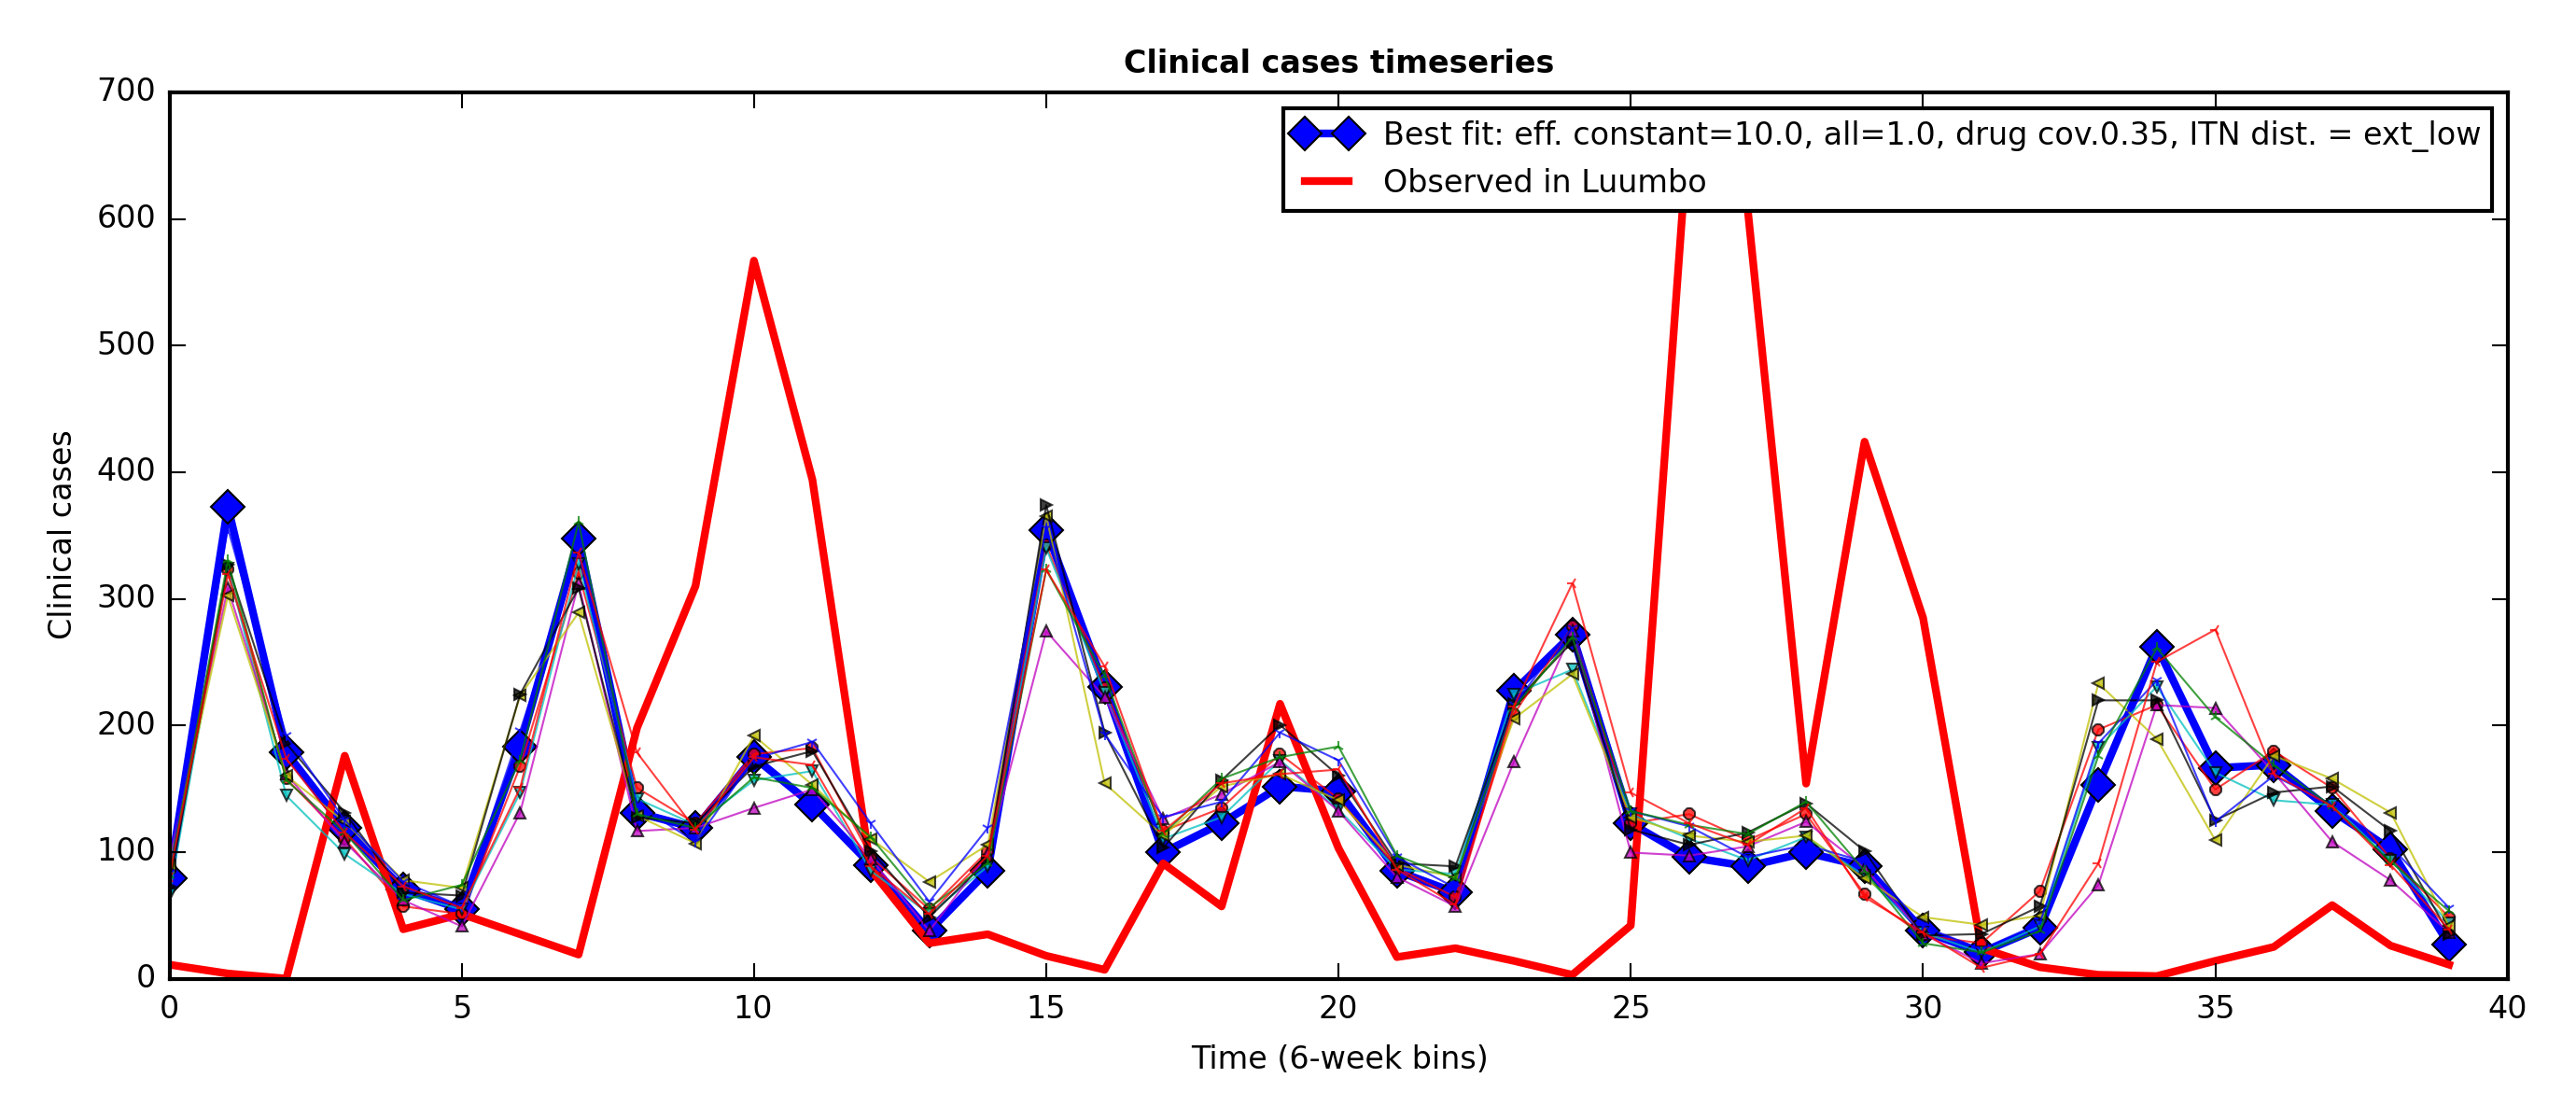 Clinical cases timeseries
700
600
500
400
300
200
100
0
Clinical cases
Best fit: eff. constant=10.0, all=1.0, drug cov.0.35, ITN dist. = ext_low
Observed in Luumbo
0 5 10 15 20 25 30 35 40
Time (6-week bins)